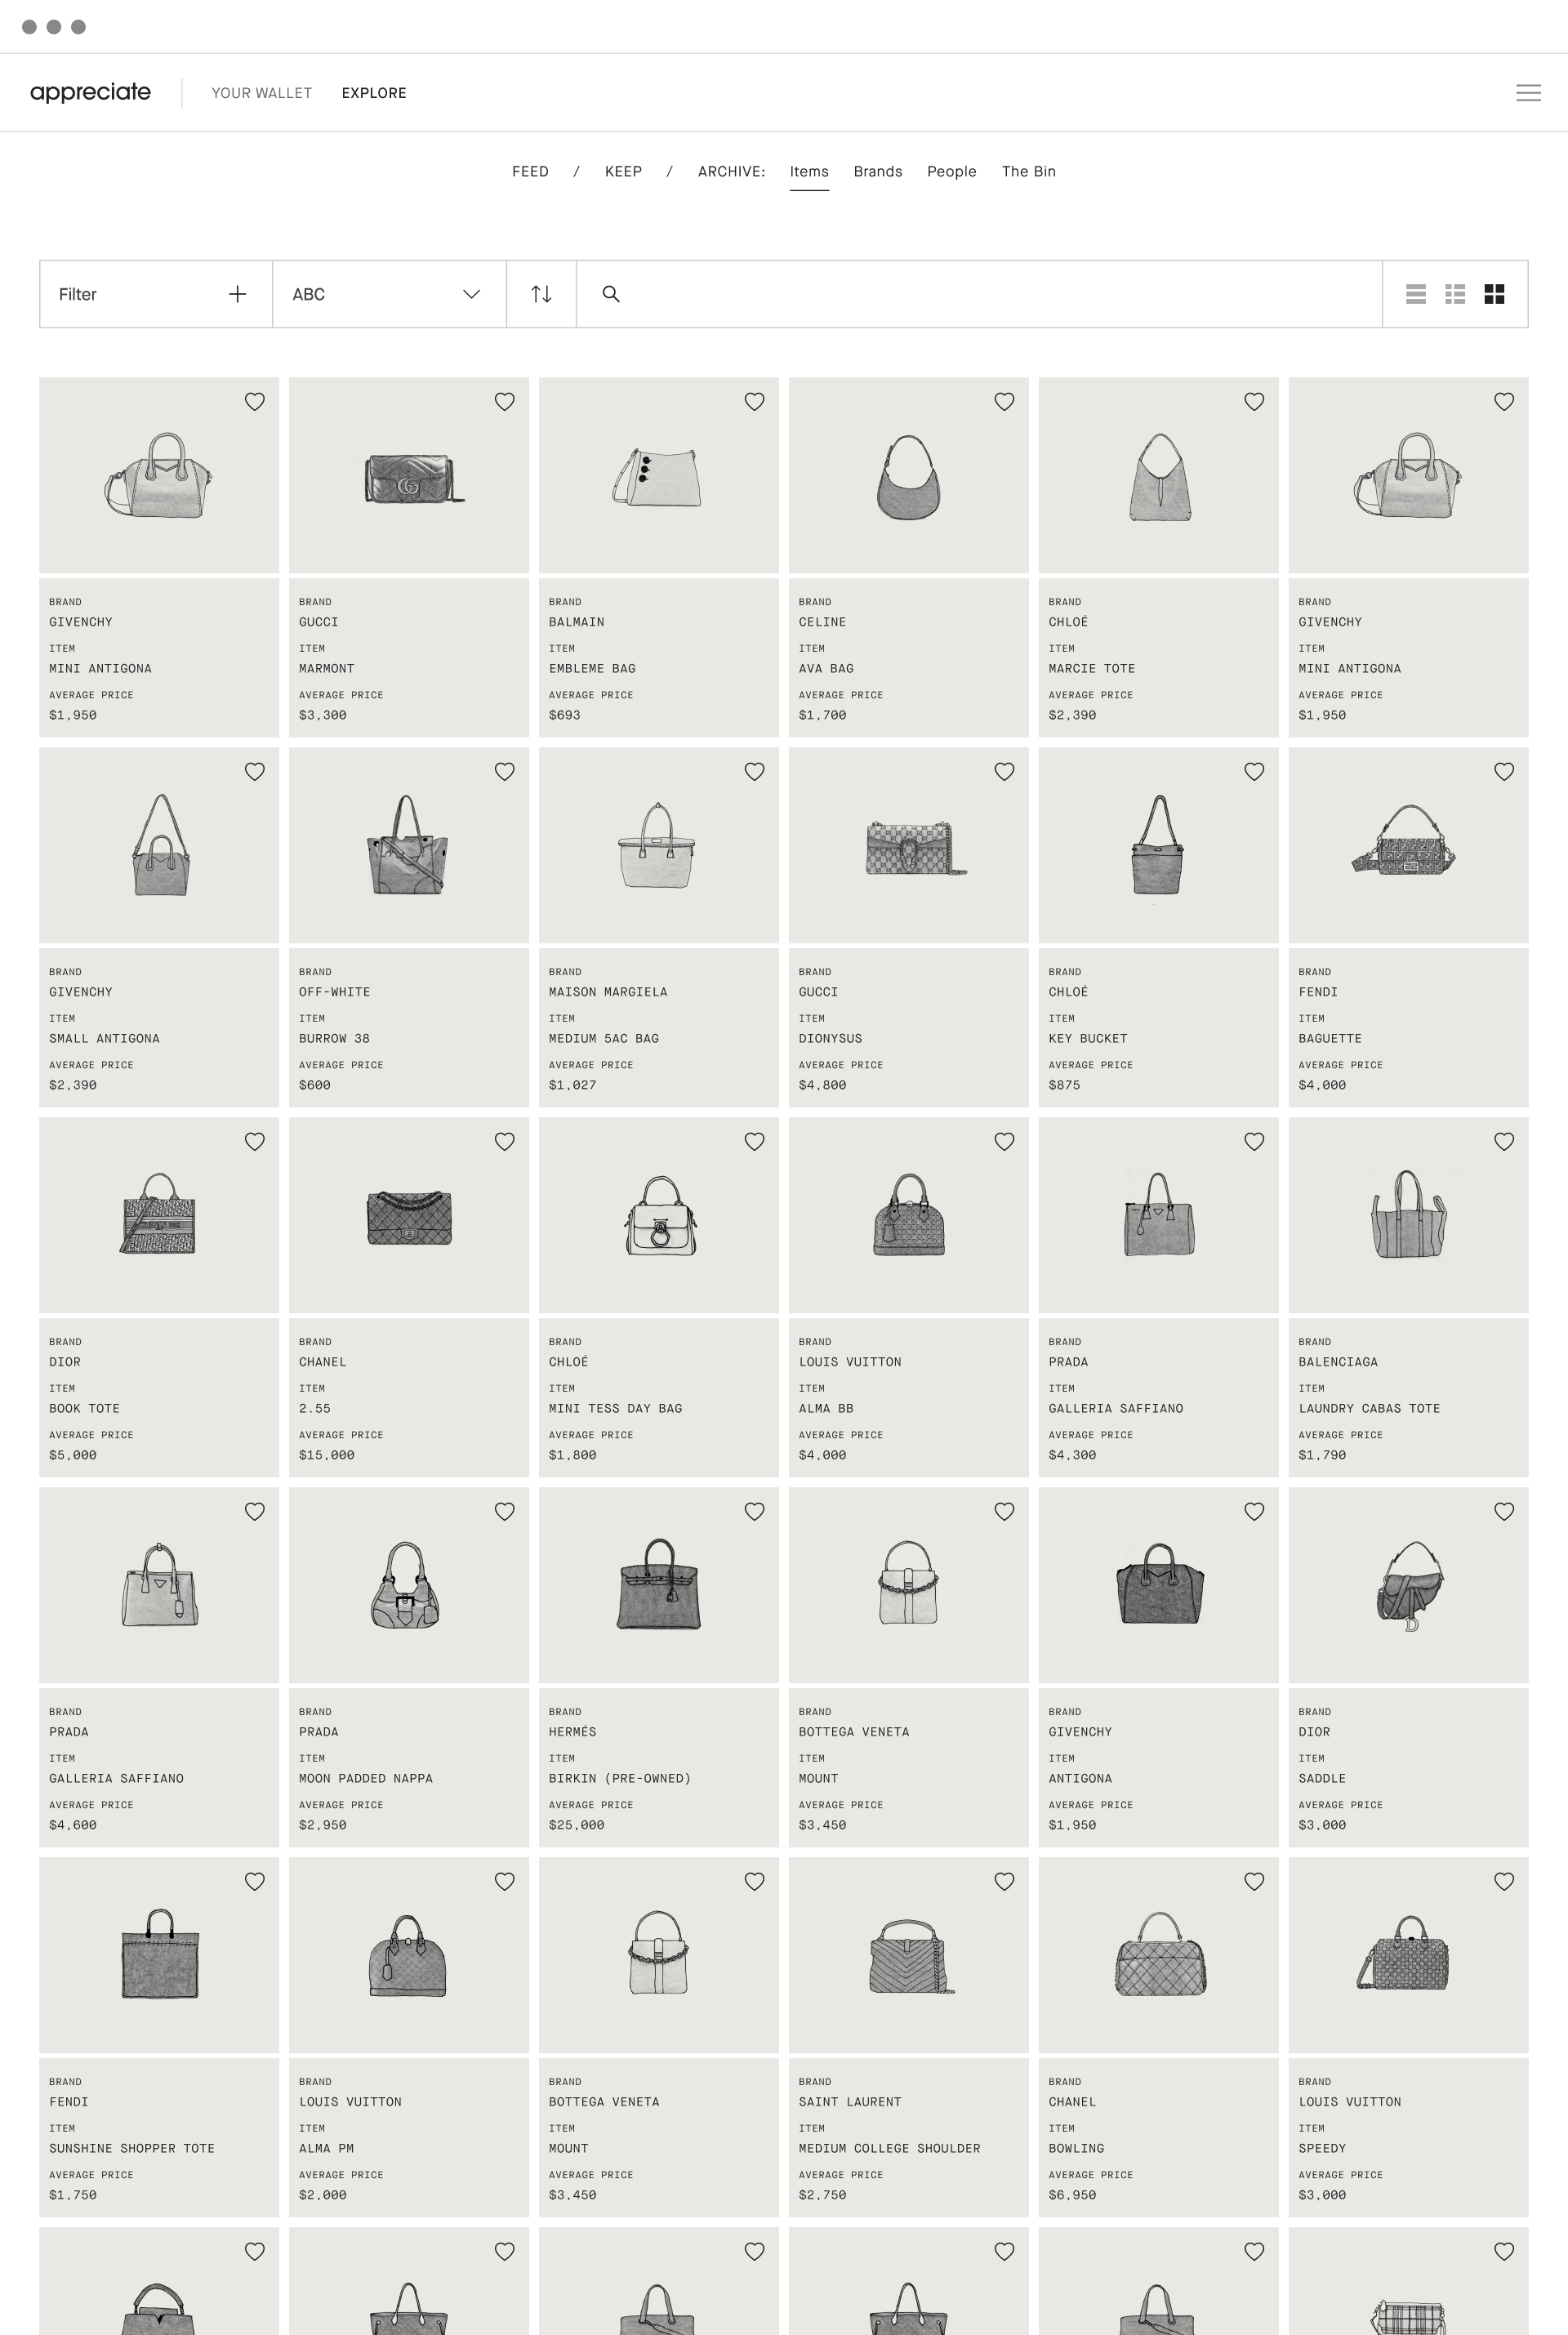 appreciate YOUR WALLET EXPLORE
FEED / KEEP / ARCHIVE: Items Brands People The Bin
Filter ABC
BRAND BRAND BRAND BRAND BRAND BRAND
GIVENCHY GUCCI BALMAIN CELINE CHLOÉ GIVENCHY
ITEM ITEM ITEM ITEM ITEM ITEM
MINI ANTIGONA MARMONT EMBLEME BAG AVA BAG MARCIE TOTE MINI ANTIGONA
AVERAGE PRICE AVERAGE PRICE AVERAGE PRICE AVERAGE PRICE AVERAGE PRICE AVERAGE PRICE
$1,950 $3,300 $693 $1,700 $2,390 $1,950
BRAND BRAND BRAND BRAND BRAND BRAND
GIVENCHY OFF-WHITE MAISON MARGIELA GUCCI CHLOÉ FENDI
ITEM ITEM ITEM ITEM ITEM ITEM
SMALL ANTIGONA BURROW 38 MEDIUM 5AC BAG DIONYSUS KEY BUCKET BAGUETTE
AVERAGE PRICE AVERAGE PRICE AVERAGE PRICE AVERAGE PRICE AVERAGE PRICE AVERAGE PRICE
$2,390 $600 $1,027 $4,800 $875 $4,000
BRAND BRAND BRAND BRAND BRAND BRAND
DIOR CHANEL CHLOÉ LOUIS VUITTON PRADA BALENCIAGA
ITEM ITEM ITEM ITEM ITEM ITEM
BOOK TOTE 2.55 MINI TESS DAY BAG ALMA BB GALLERIA SAFFIANO LAUNDRY CABAS TOTE
AVERAGE PRICE AVERAGE PRICE AVERAGE PRICE AVERAGE PRICE AVERAGE PRICE AVERAGE PRICE
$5,000 $15,000 $1,800 $4,000 $4,300 $1,790
BRAND BRAND BRAND BRAND BRAND BRAND
PRADA PRADA HERMÉS BOTTEGA VENETA GIVENCHY DIOR
ITEM ITEM ITEM ITEM ITEM ITEM
GALLERIA SAFFIANO MOON PADDED NAPPA BIRKIN (PRE-OWNED) MOUNT ANTIGONA SADDLE
AVERAGE PRICE AVERAGE PRICE AVERAGE PRICE AVERAGE PRICE AVERAGE PRICE AVERAGE PRICE
$4,600 $2,950 $25,000 $3,450 $1,950 $3,000
BRAND BRAND BRAND BRAND BRAND BRAND
FENDI LOUIS VUITTON BOTTEGA VENETA SAINT LAURENT CHANEL LOUIS VUITTON
ITEM ITEM ITEM ITEM ITEM ITEM
SUNSHINE SHOPPER TOTE ALMA PM MOUNT MEDIUM COLLEGE SHOULDER BOWLING SPEEDY
AVERAGE PRICE AVERAGE PRICE AVERAGE PRICE AVERAGE PRICE AVERAGE PRICE AVERAGE PRICE
$1,750 $2,000 $3,450 $2,750 $6,950 $3,000